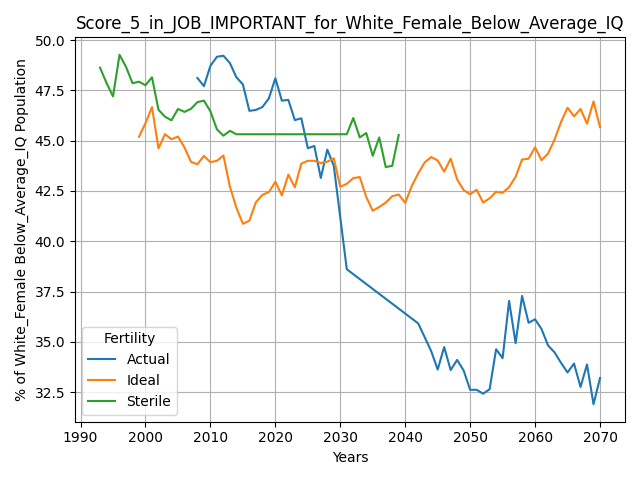 Score_5_in_JOB_IMPORTANT_for_White_Female_Below_Average_IQ
% of White_Female Below_Average_IQ Population
50.0
47.5
45.0
42.5
40.0
37.5
35.0
32.5
Fertility
Actual
Ideal
Sterile
1990 2000 2010 2020 2030 2040 2050 2060 2070
Years